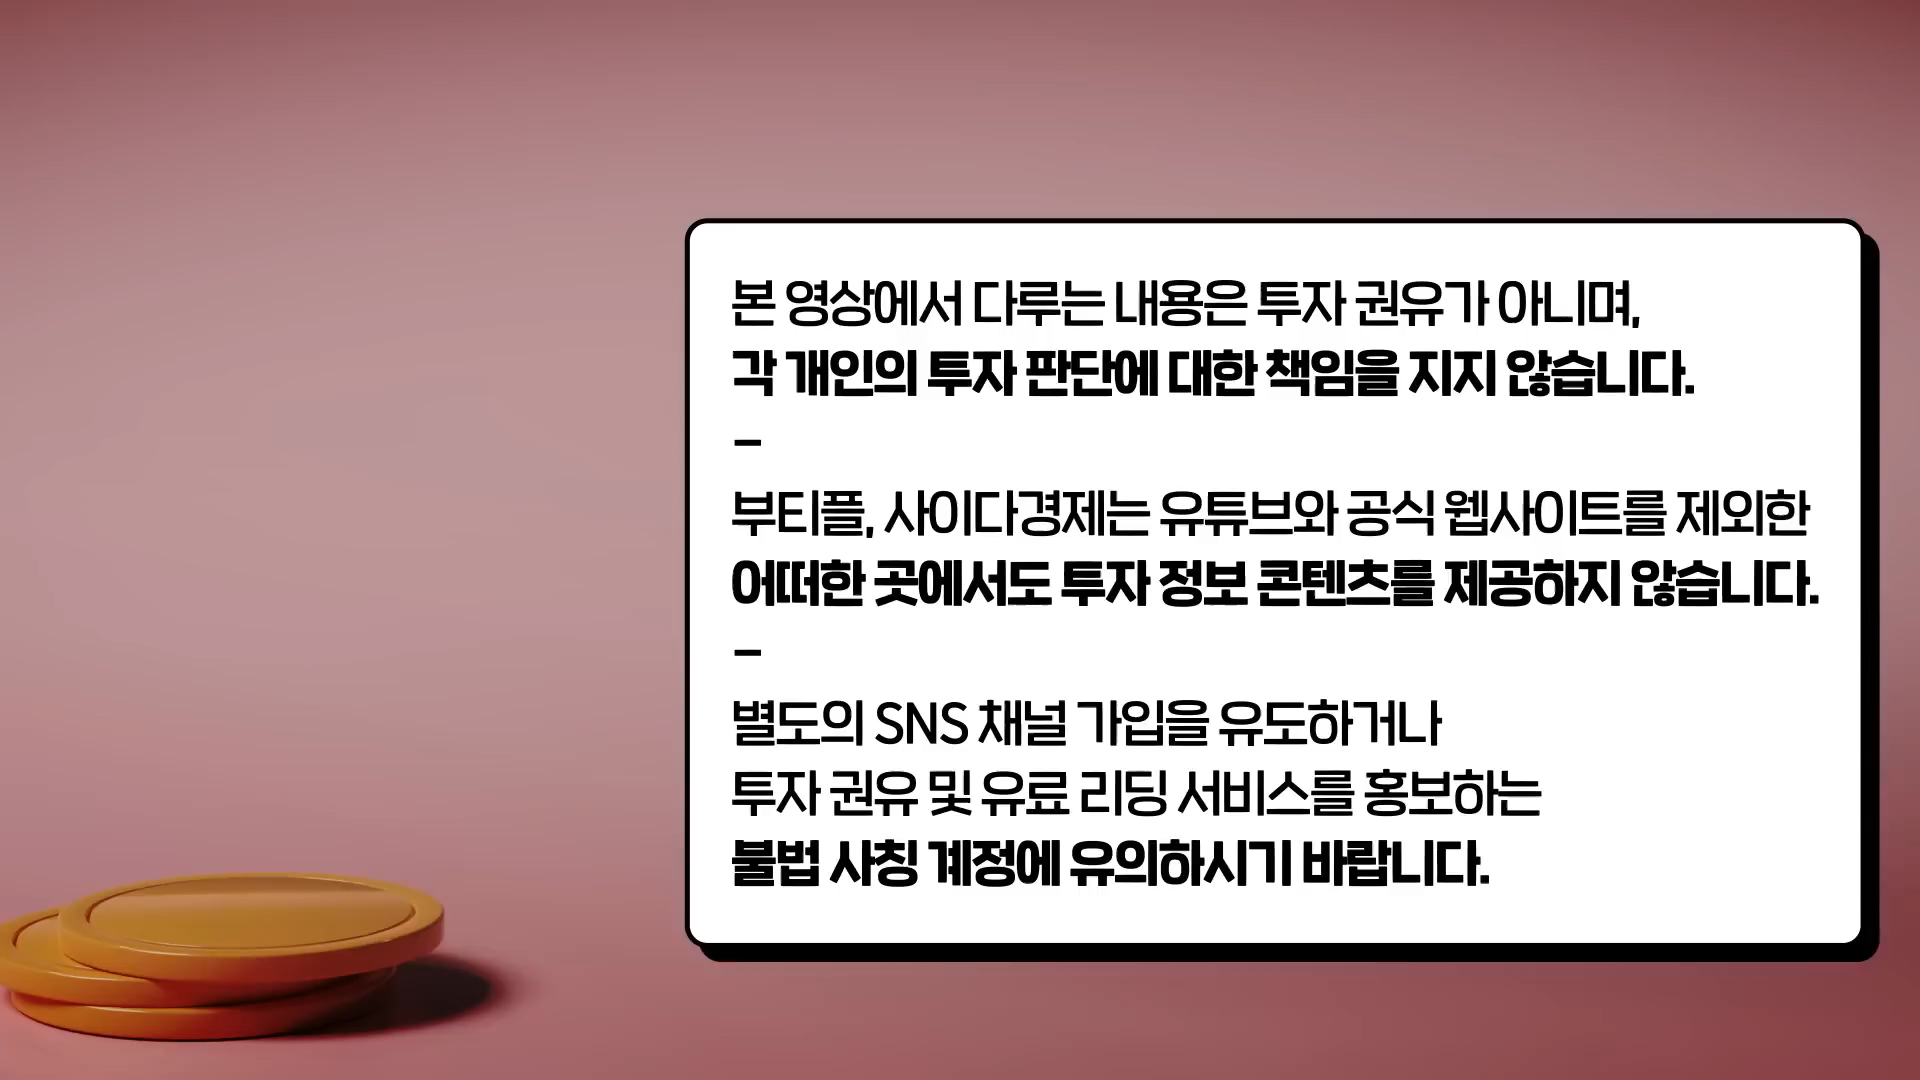 본 영상에서 다루는 내용은 투자 권유가 아니며,
각 개인의 투자 판단에 대한 책임을 지지 않습니다.
–
부티플, 사이다경제는 유튜브와 공식 웹사이트를 제외한
어떠한 곳에서도 투자 정보 콘텐츠를 제공하지 않습니다.
–
별도의 SNS 채널 가입을 유도하거나
투자 권유 및 유료 리딩 서비스를 홍보하는
불법 사칭 계정에 유의하시기 바랍니다.